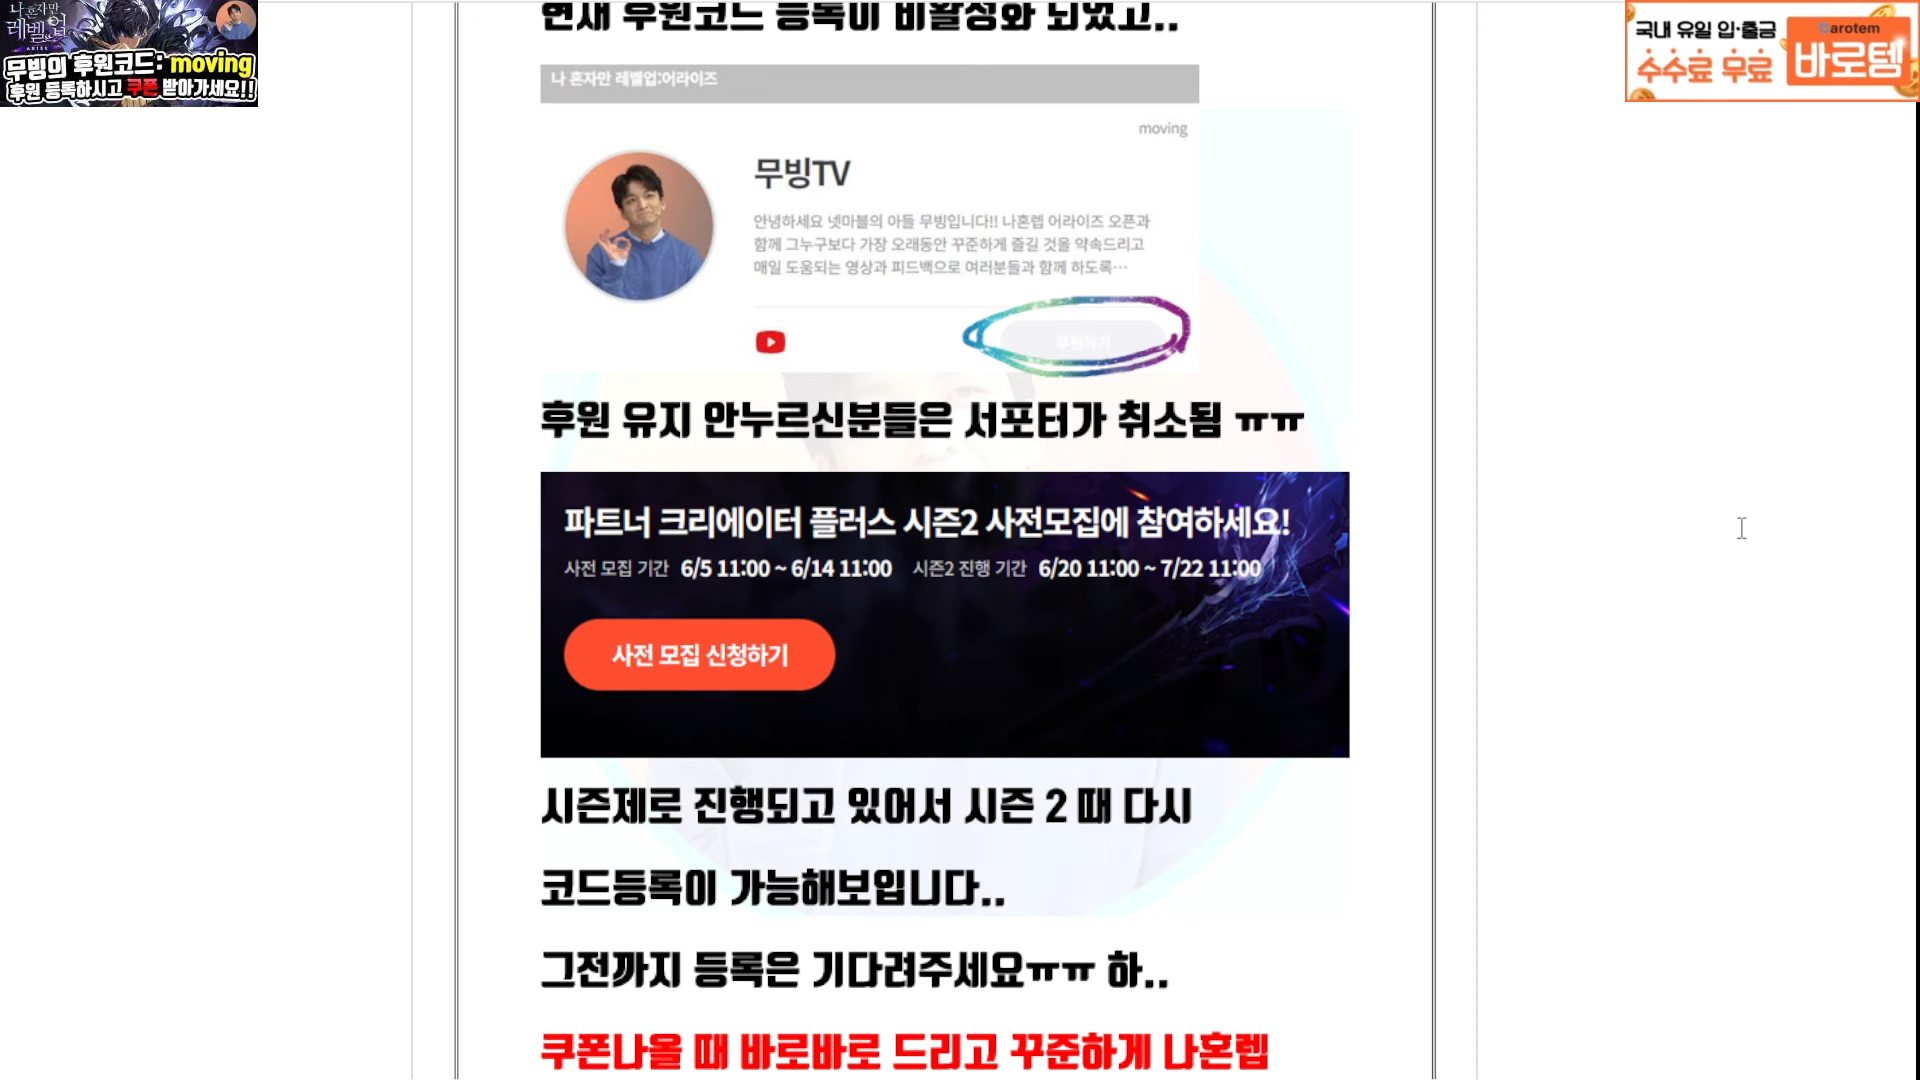 나 혼자만
레벨업
ARISE
무빙의 후원코드: moving
후원 등록하시고 쿠폰 받아가세요!!
국내 유일 입·출금
수수료 무료
Barotem
바로템
현재 후원코드 등록이 비활성화 되었고..
나 혼자만 레벨업:어라이즈
moving
무빙TV
안녕하세요 넷마블의 아들 무빙입니다!! 나혼렙 어라이즈 오픈과
함께 그누구보다 가장 오래동안 꾸준하게 즐길 것을 약속드리고
매일 도움되는 영상과 피드백으로 여러분들과 함께 하도록…
후원하기
후원 유지 안누르신분들은 서포터가 취소됨 ㅠㅠ
파트너 크리에이터 플러스 시즌2 사전모집에 참여하세요!
사전 모집 기간 6/5 11:00 ~ 6/14 11:00 시즌2 진행 기간 6/20 11:00 ~ 7/22 11:00
사전 모집 신청하기
시즌제로 진행되고 있어서 시즌 2 때 다시
코드등록이 가능해보입니다..
그전까지 등록은 기다려주세요ㅠㅠ 하..
쿠폰나올 때 바로바로 드리고 꾸준하게 나혼렙